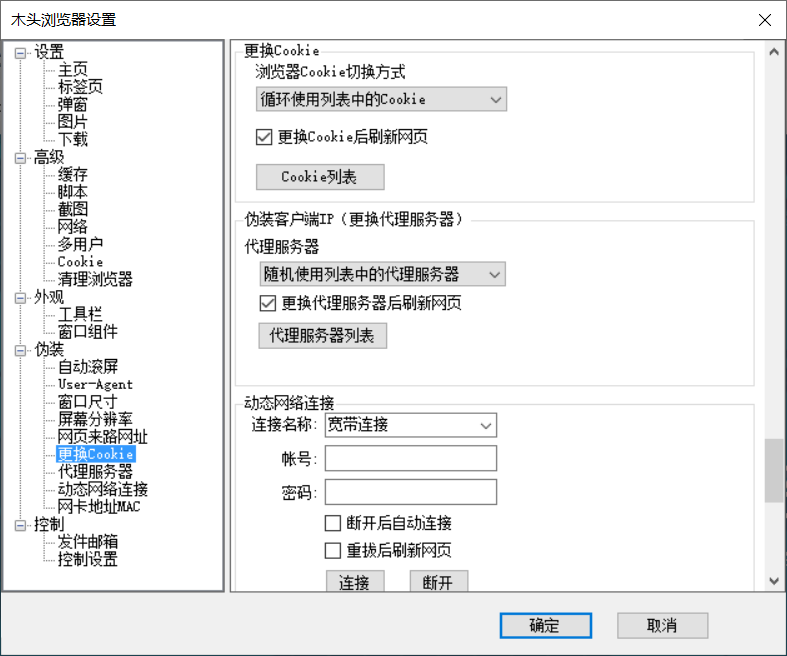 木头浏览器设置
设置
主页
标签页
弹窗
图片
下载
高级
缓存
脚本
截图
网络
多用户
Cookie
清理浏览器
外观
工具栏
窗口组件
伪装
自动滚屏
User-Agent
窗口尺寸
屏幕分辨率
网页来路网址
更换Cookie
代理服务器
动态网络连接
网卡地址MAC
控制
发件邮箱
控制设置
更换Cookie
浏览器Cookie切换方式
循环使用列表中的Cookie
更换Cookie后刷新网页
Cookie列表
伪装客户端IP（更换代理服务器）
代理服务器
随机使用列表中的代理服务器
更换代理服务器后刷新网页
代理服务器列表
动态网络连接
连接名称: 宽带连接
帐号:
密码:
断开后自动连接
重拔后刷新网页
连接 断开
确定 取消